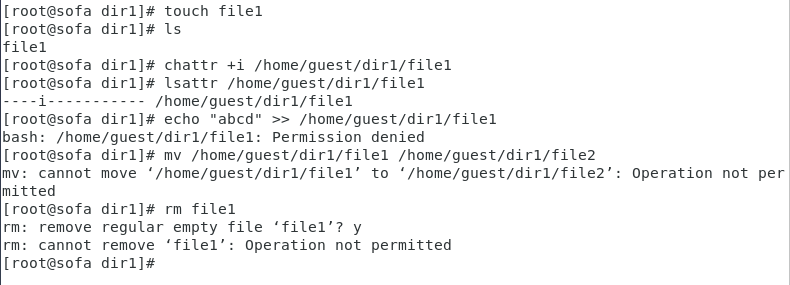 [root@sofa dir1]# touch file1
[root@sofa dir1]# ls
file1
[root@sofa dir1]# chattr +i /home/guest/dir1/file1
[root@sofa dir1]# lsattr /home/guest/dir1/file1
----i----------- /home/guest/dir1/file1
[root@sofa dir1]# echo "abcd" >> /home/guest/dir1/file1
bash: /home/guest/dir1/file1: Permission denied
[root@sofa dir1]# mv /home/guest/dir1/file1 /home/guest/dir1/file2
mv: cannot move ‘/home/guest/dir1/file1’ to ‘/home/guest/dir1/file2’: Operation not per
mitted
[root@sofa dir1]# rm file1
rm: remove regular empty file ‘file1’? y
rm: cannot remove ‘file1’: Operation not permitted
[root@sofa dir1]#